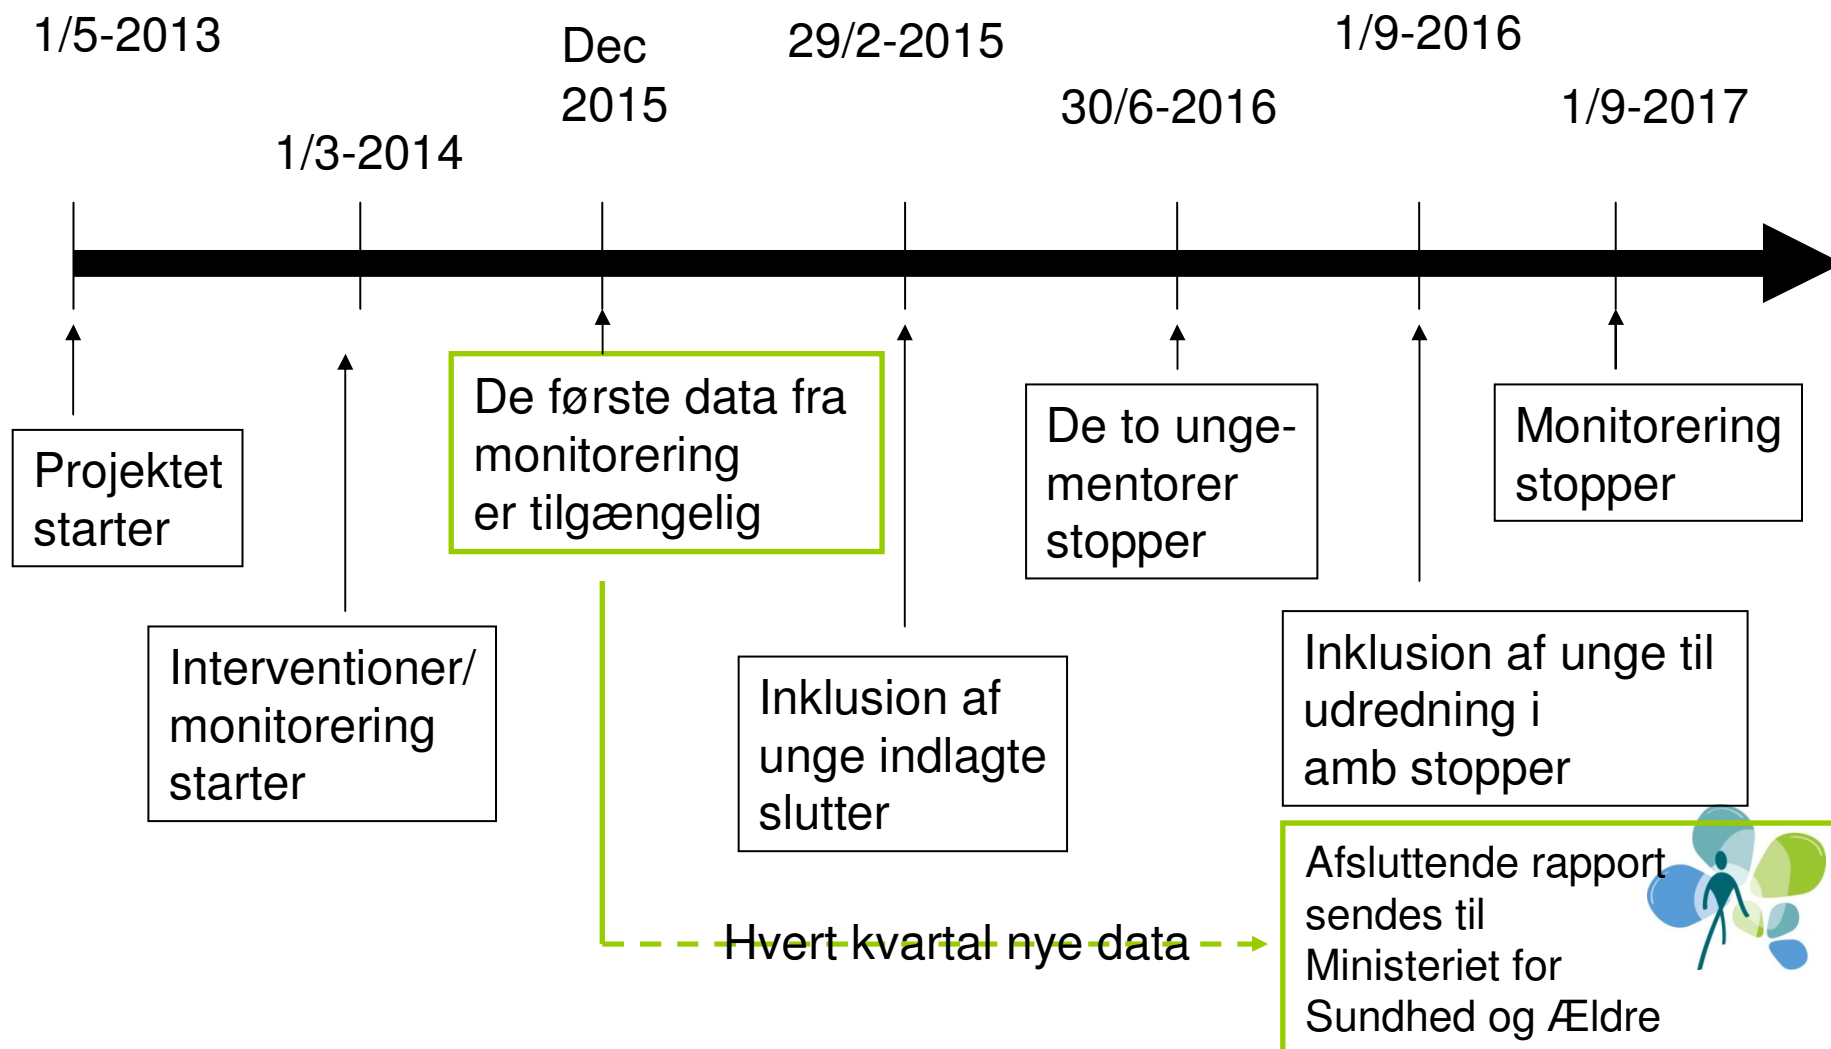 1/5-2013
1/3-2014
Dec
2015
29/2-2015
30/6-2016
1/9-2016
1/9-2017
Projektet
starter
Interventioner/
monitorering
starter
De første data fra
monitorering
er tilgængelig
Inklusion af
unge indlagte
slutter
De to unge-
mentorer
stopper
Inklusion af unge til
udredning i
amb stopper
Monitorering
stopper
Hvert kvartal nye data
Afsluttende rapport
sendes til
Ministeriet for
Sundhed og Ældre